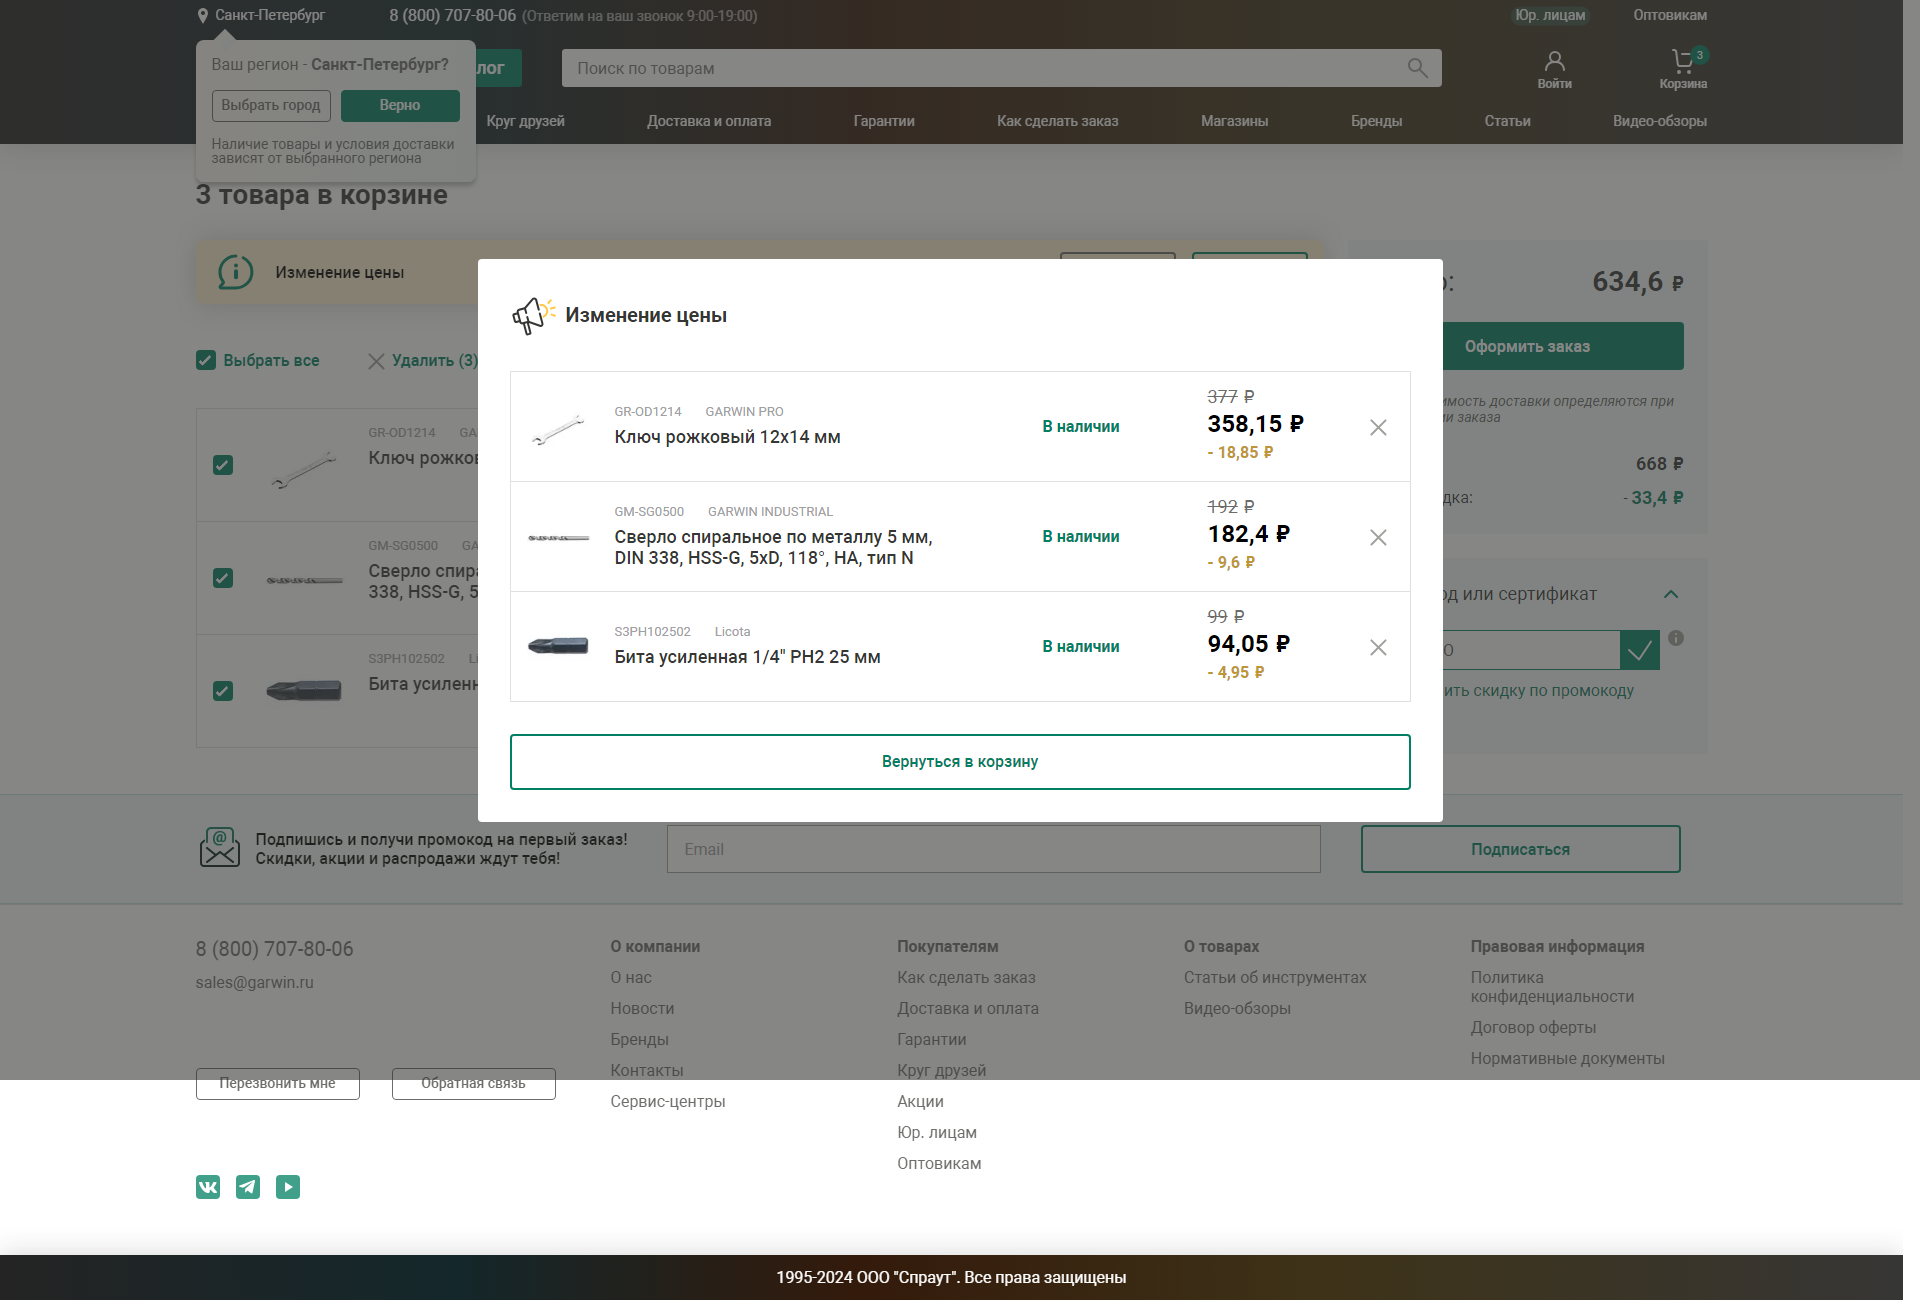 Санкт-Петербург
8 (800) 707-80-06 (Ответим на ваш звонок 9:00-19:00)
Юр. лицам
Оптовикам
Ваш регион - Санкт-Петербург?
Выбрать город
Верно
Наличие товары и условия доставки
зависят от выбранного региона
Поиск по товарам
Войти
3
Корзина
Круг друзей
Доставка и оплата
Гарантии
Как сделать заказ
Магазины
Бренды
Статьи
Видео-обзоры
3 товара в корзине
Изменение цены
634,6 ₽
Оформить заказ
Выбрать все
Удалить (3)
GR-OD1214
Ключ рожков
GM-SG0500
338, HSS-G, 5
S3PH102502
Бита усилен
доставки определяются при
заказа
668 ₽
- 33,4 ₽
или сертификат
скидку по промокоду
Изменение цены
GR-OD1214 GARWIN PRO
Ключ рожковый 12х14 мм
В наличии
377 ₽
358,15 ₽
- 18,85 ₽
GM-SG0500 GARWIN INDUSTRIAL
Сверло спиральное по металлу 5 мм,
DIN 338, HSS-G, 5xD, 118°, HA, тип N
В наличии
192 ₽
182,4 ₽
- 9,6 ₽
S3PH102502 Licota
Бита усиленная 1/4" PH2 25 мм
В наличии
99 ₽
94,05 ₽
- 4,95 ₽
Вернуться в корзину
Подпишись и получи промокод на первый заказ!
Скидки, акции и распродажи ждут тебя!
Email
Подписаться
8 (800) 707-80-06
sales@garwin.ru
Перезвонить мне
Обратная связь
О компании
О нас
Новости
Бренды
Контакты
Сервис-центры
Покупателям
Как сделать заказ
Доставка и оплата
Гарантии
Круг друзей
Акции
Юр. лицам
Оптовикам
О товарах
Статьи об инструментах
Видео-обзоры
Правовая информация
Политика
конфиденциальности
Договор оферты
Нормативные документы
1995-2024 ООО "Спраут". Все права защищены